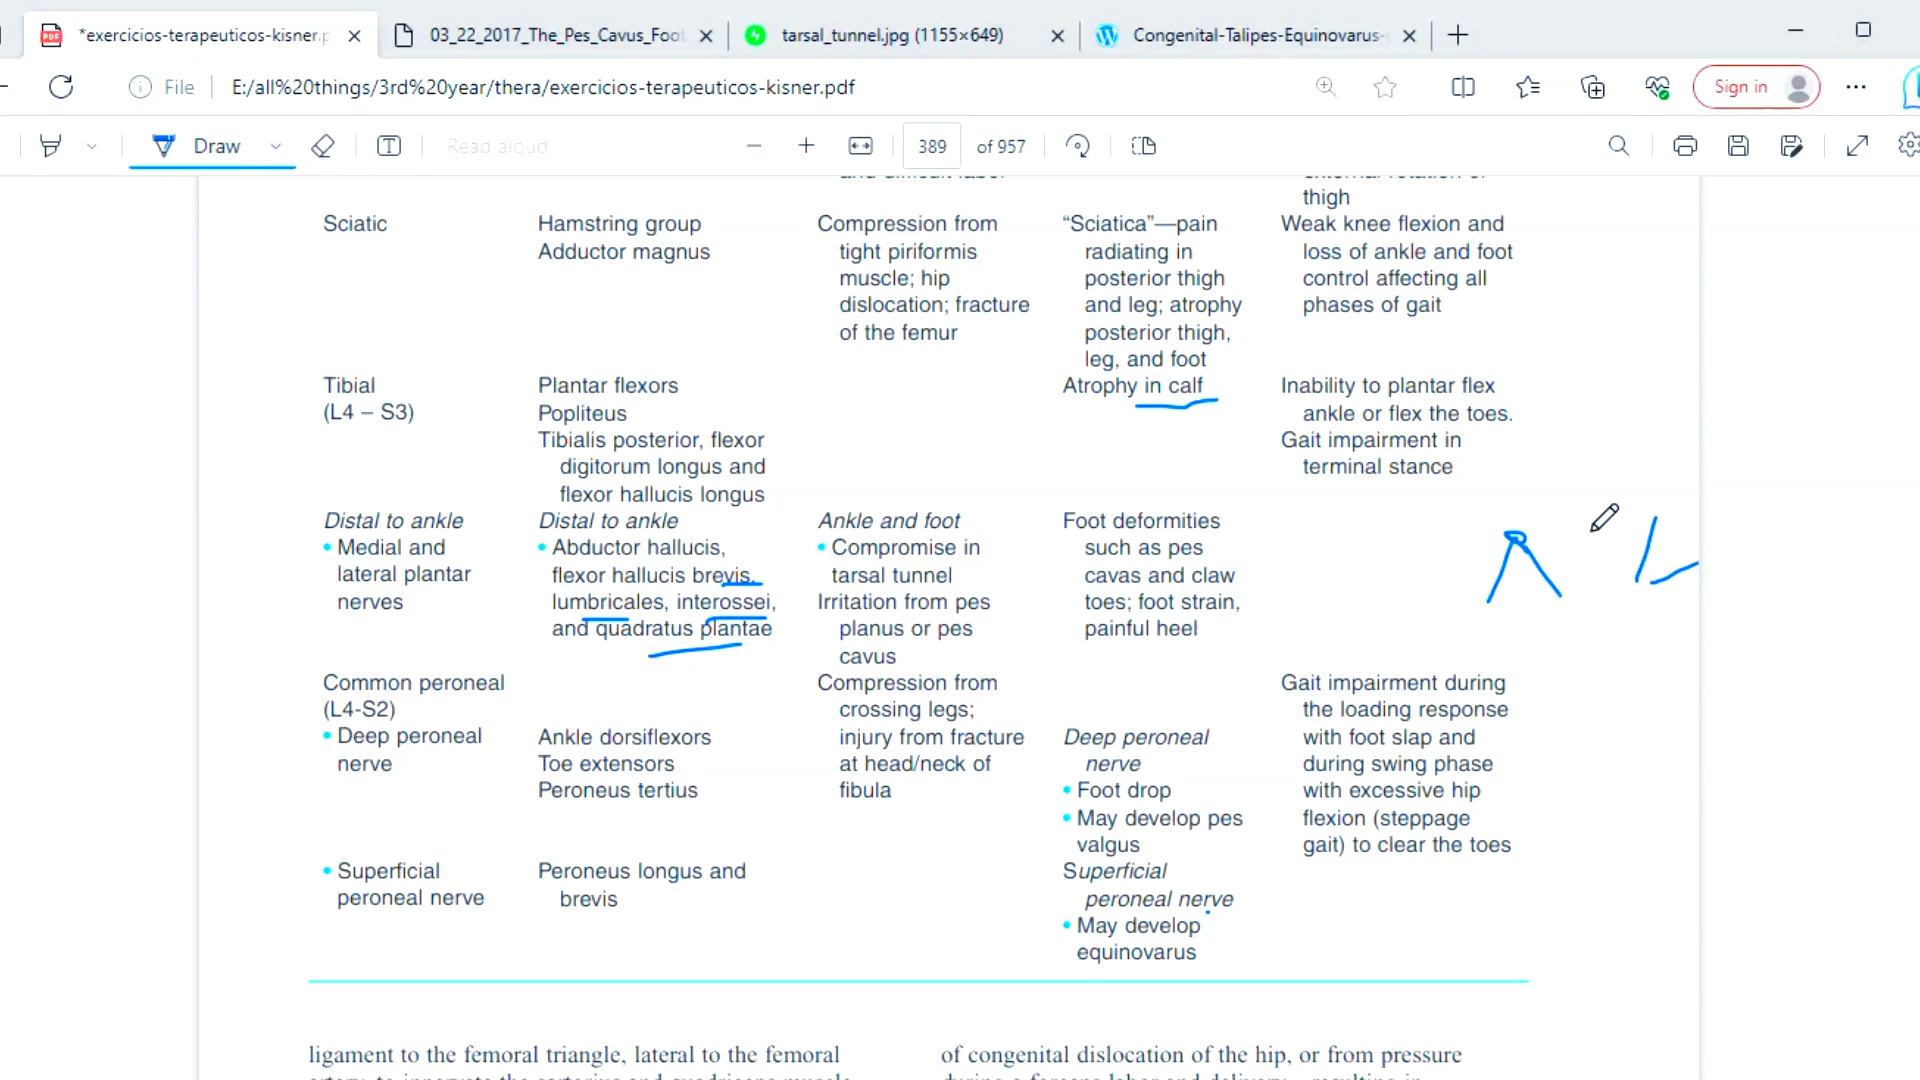 *exercicios-terapeuticos-kisner.p
03_22_2017_The_Pes_Cavus_Foot
tarsal_tunnel.jpg (1155×649)
Congenital-Talipes-Equinovarus-
File
E:/all%20things/3rd%20year/thera/exercicios-terapeuticos-kisner.pdf
Sign in
Draw
Read aloud
389 of 957
thigh
Sciatic
Hamstring group
Adductor magnus
Compression from
tight piriformis
muscle; hip
dislocation; fracture
of the femur
“Sciatica”—pain
radiating in
posterior thigh
and leg; atrophy
posterior thigh,
leg, and foot
Weak knee flexion and
loss of ankle and foot
control affecting all
phases of gait
Tibial
(L4 – S3)
Plantar flexors
Popliteus
Tibialis posterior, flexor
digitorum longus and
flexor hallucis longus
Atrophy in calf
Inability to plantar flex
ankle or flex the toes.
Gait impairment in
terminal stance
Distal to ankle
• Medial and
lateral plantar
nerves
Distal to ankle
• Abductor hallucis,
flexor hallucis brevis,
lumbricales, interossei,
and quadratus plantae
Ankle and foot
• Compromise in
tarsal tunnel
Irritation from pes
planus or pes
cavus
Foot deformities
such as pes
cavas and claw
toes; foot strain,
painful heel
Common peroneal
(L4-S2)
• Deep peroneal
nerve
Ankle dorsiflexors
Toe extensors
Peroneus tertius
Compression from
crossing legs;
injury from fracture
at head/neck of
fibula
Deep peroneal
nerve
• Foot drop
• May develop pes
valgus
Gait impairment during
the loading response
with foot slap and
during swing phase
with excessive hip
flexion (steppage
gait) to clear the toes
• Superficial
peroneal nerve
Peroneus longus and
brevis
Superficial
peroneal nerve
• May develop
equinovarus
ligament to the femoral triangle, lateral to the femoral
of congenital dislocation of the hip, or from pressure